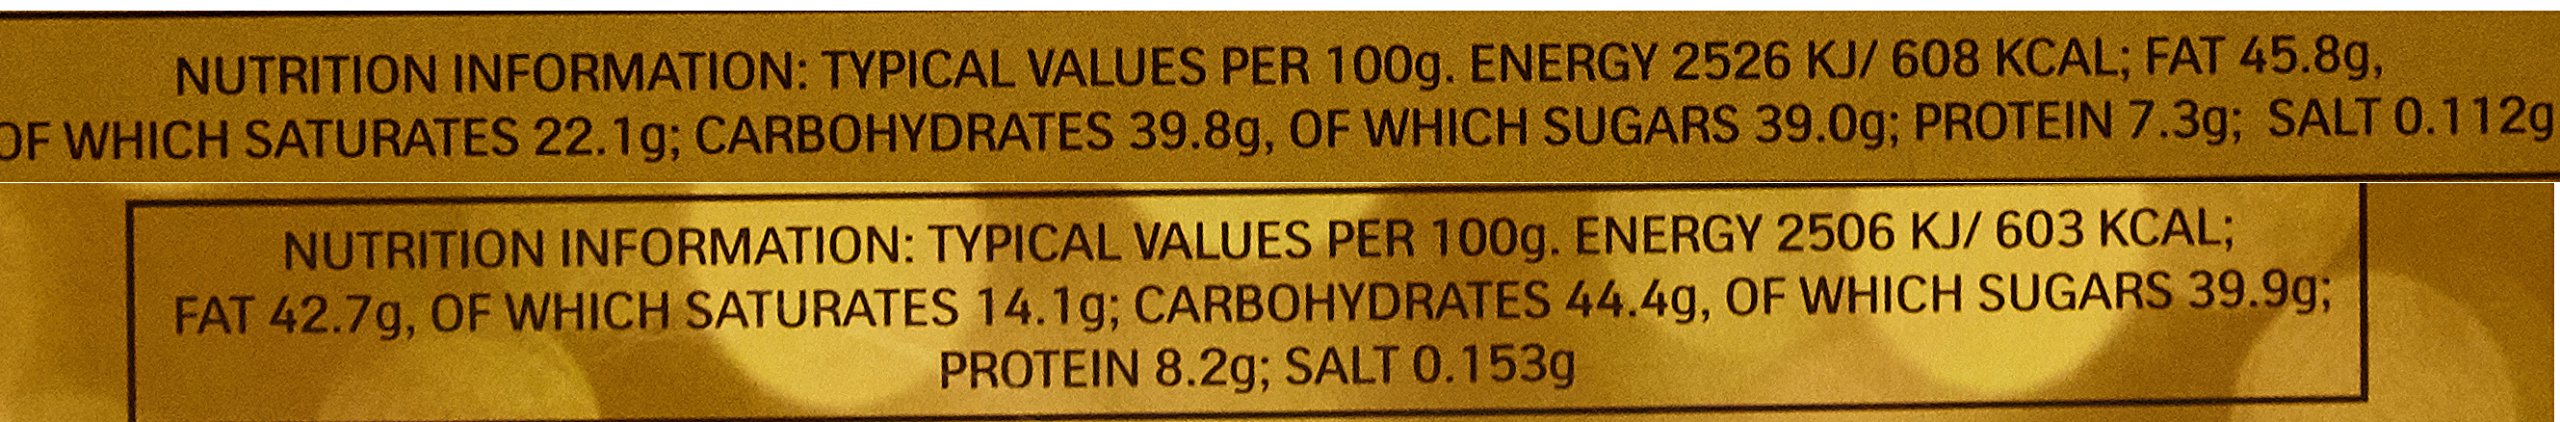 NUTRITION INFORMATION: TYPICAL VALUES PER 100g. ENERGY 2526 KJ/ 608 KCAL; FAT 45.8g,
OF WHICH SATURATES 22.1g; CARBOHYDRATES 39.8g, OF WHICH SUGARS 39.0g; PROTEIN 7.3g; SALT 0.112g
NUTRITION INFORMATION: TYPICAL VALUES PER 100g. ENERGY 2506 KJ/ 603 KCAL;
FAT 42.7g, OF WHICH SATURATES 14.1g; CARBOHYDRATES 44.4g, OF WHICH SUGARS 39.9g;
PROTEIN 8.2g; SALT 0.153g